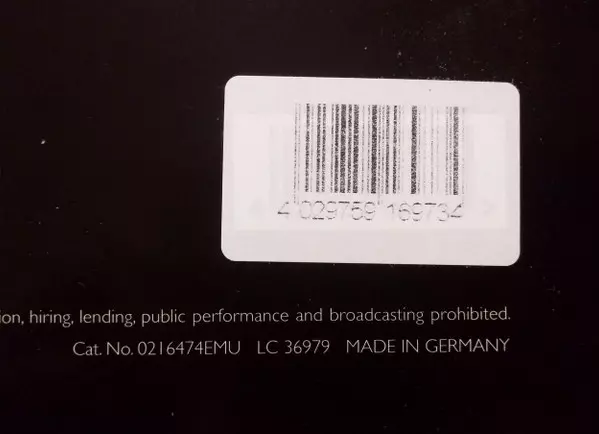 4 029759 169734
ion, hiring, lending, public performance and broadcasting prohibited.
Cat. No. 0216474EMU LC 36979 MADE IN GERMANY